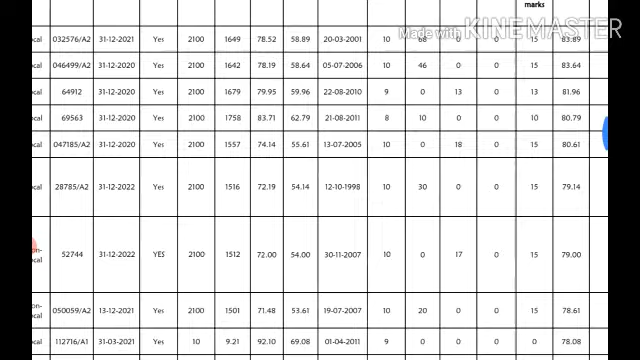 marks
Made with KINEMASTER
ocal 032576/A2 31-12-2021 Yes 2100 1649 78.52 58.89 20-03-2001 10 68 0 0 15 83.89
ocal 046499/A2 31-12-2020 Yes 2100 1642 78.19 58.64 05-07-2006 10 46 0 0 15 83.64
ocal 64912 31-12-2020 Yes 2100 1679 79.95 59.96 22-08-2010 9 0 13 0 13 81.96
ocal 69563 31-12-2020 Yes 2100 1758 83.71 62.79 21-08-2011 8 10 0 0 10 80.79
ocal 047185/A2 31-12-2020 Yes 2100 1557 74.14 55.61 13-07-2005 10 0 18 0 15 80.61
ocal 28785/A2 31-12-2022 Yes 2100 1516 72.19 54.14 12-10-1998 10 30 0 0 15 79.14
on-
ocal 52744 31-12-2022 YES 2100 1512 72.00 54.00 30-11-2007 10 0 17 0 15 79.00
on-
ocal 050059/A2 13-12-2021 Yes 2100 1501 71.48 53.61 19-07-2007 10 20 0 0 15 78.61
ocal 112716/A1 31-03-2021 Yes 10 9.21 92.10 69.08 01-04-2011 9 0 0 0 0 78.08